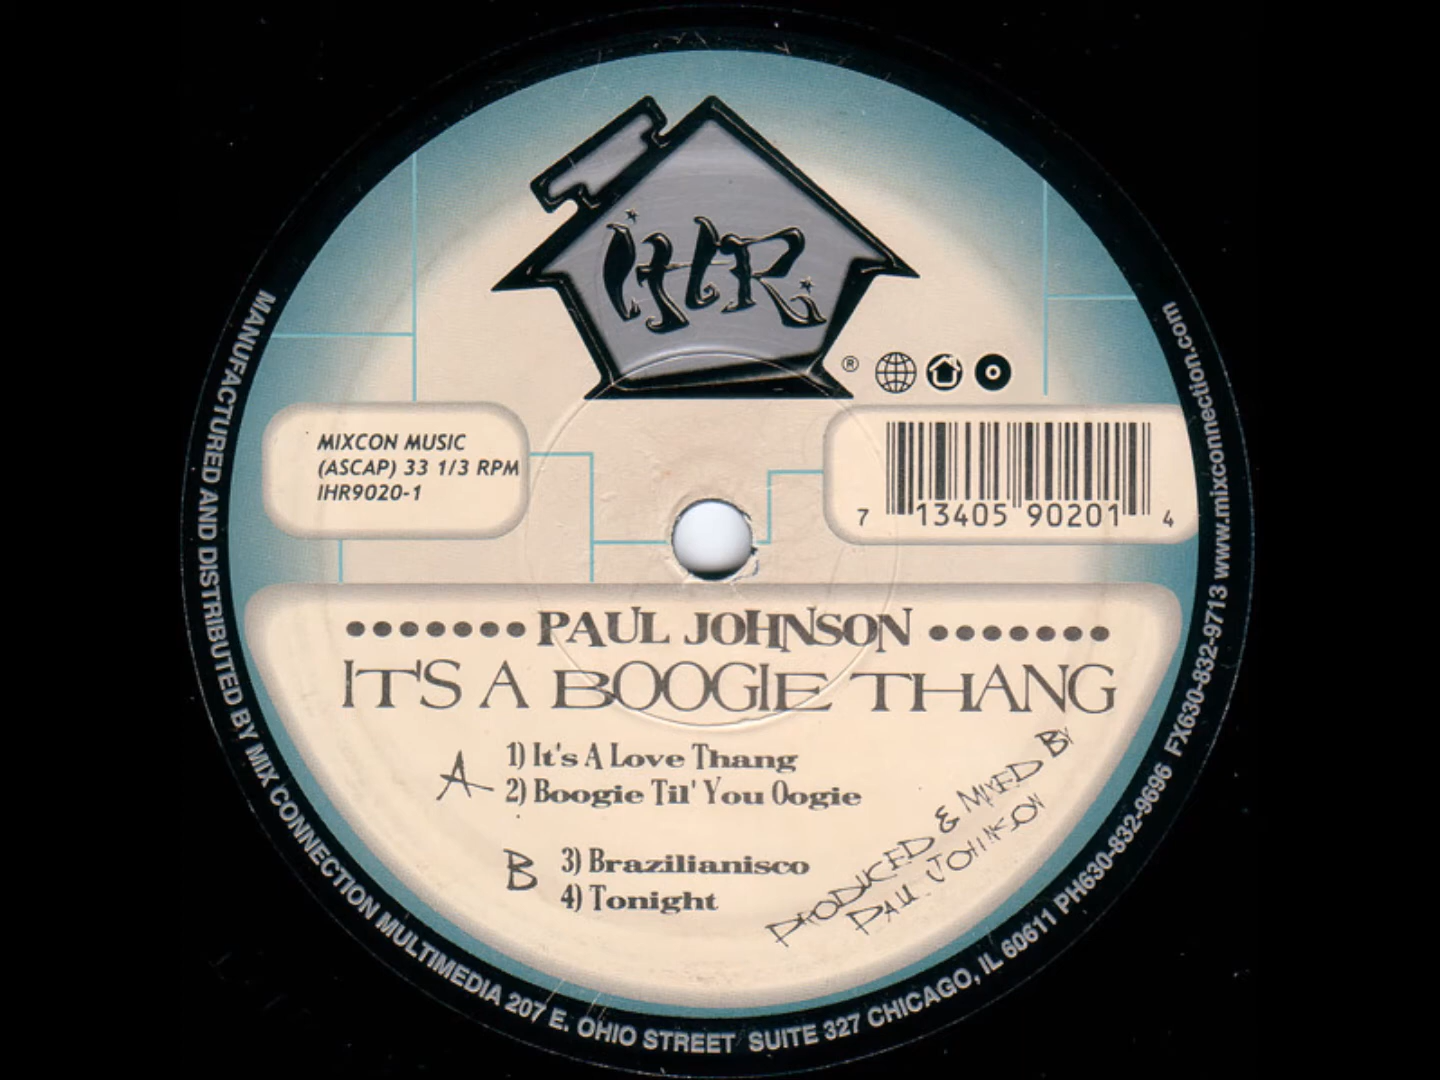 IHR
®
MIXCON MUSIC
(ASCAP) 33 1/3 RPM
IHR9020-1
7 13405 90201 4
PAUL JOHNSON
IT'S A BOOGIE THANG
A
1) It's A Love Thang
2) Boogie Til' You Oogie
B
3) Brazilianisco
4) Tonight
PRODUCED & MIXED BY
PAUL JOHNSON
MANUFACTURED AND DISTRIBUTED BY MIX CONNECTION MULTIMEDIA 207 E. OHIO STREET SUITE 327 CHICAGO, IL 60611 PH630-832-9696 FX630-832-9713 www.mixconnection.com